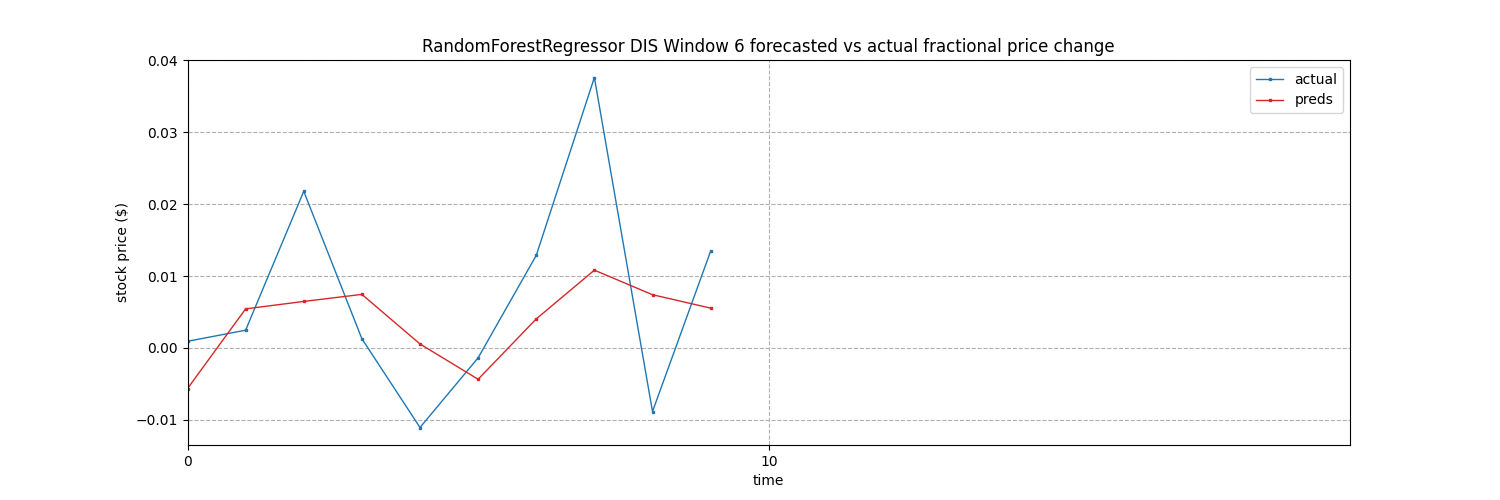 RandomForestRegressor DIS Window 6 forecasted vs actual fractional price change
0.04
0.03
0.02
0.01
0.00
−0.01
stock price ($)
actual
preds
0
10
time